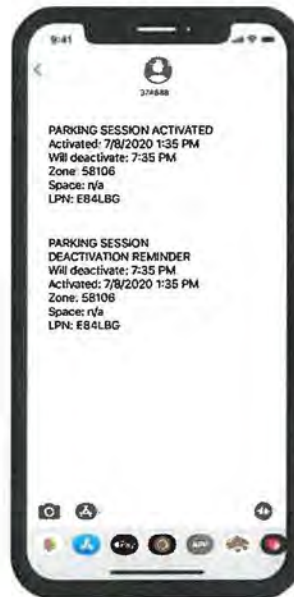 9:41
374648
PARKING SESSION ACTIVATED
Activated: 7/8/2020 1:35 PM
Will deactivate: 7:35 PM
Zone: 58106
Space: n/a
LPN: E84LBG
PARKING SESSION
DEACTIVATION REMINDER
Will deactivate: 7:35 PM
Activated: 7/8/2020 1:35 PM
Zone: 58106
Space: n/a
LPN: E84LBG